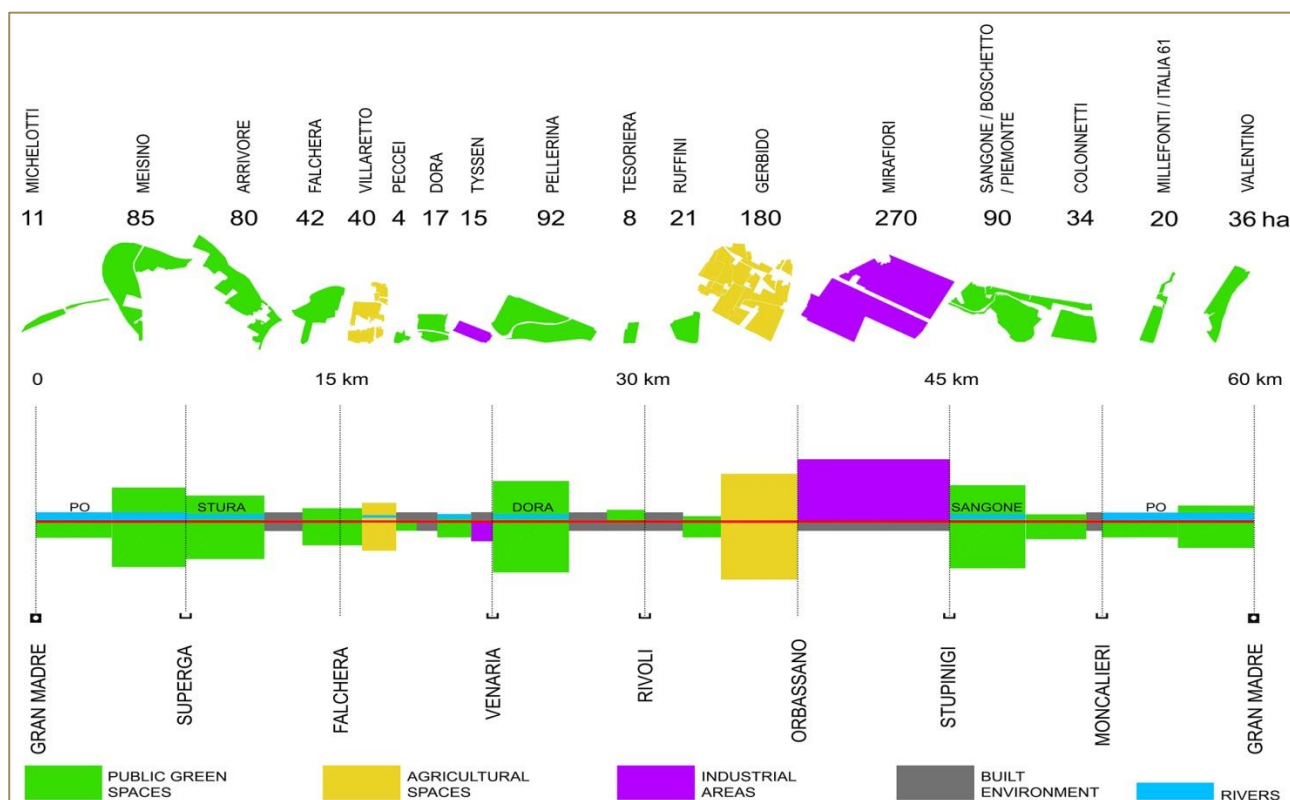 MICHELOTTI
MEISINO
ARRIVORE
FALCHERA
VILLARETTO
PECCEI
DORA
TYSSEN
PELLERINA
TESORIERA
RUFFINI
GERBIDO
MIRAFIORI
SANGONE / BOSCHETTO
/ PIEMONTE
COLONNETTI
MILLEFONTI / ITALIA 61
VALENTINO
11 85 80 42 40 4 17 15 92 8 21 180 270 90 34 20 36 ha
0 15 km 30 km 45 km 60 km
PO STURA DORA SANGONE PO
GRAN MADRE
SUPERGA
FALCHERA
VENARIA
RIVOLI
ORBASSANO
STUPINIGI
MONCALIERI
GRAN MADRE
PUBLIC GREEN
SPACES
AGRICULTURAL
SPACES
INDUSTRIAL
AREAS
BUILT
ENVIRONMENT
RIVERS